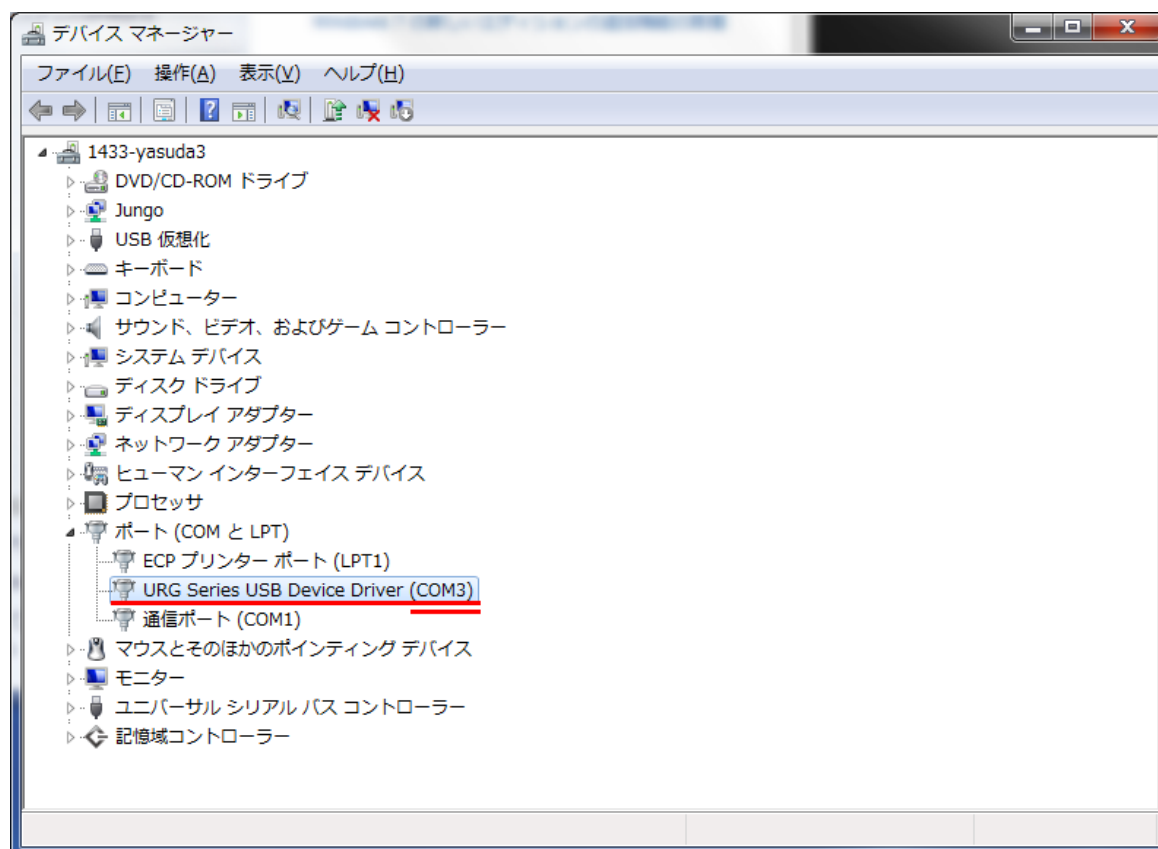 デバイス マネージャー
ファイル(F) 操作(A) 表示(V) ヘルプ(H)
1433-yasuda3
DVD/CD-ROM ドライブ
Jungo
USB 仮想化
キーボード
コンピューター
サウンド、ビデオ、およびゲーム コントローラー
システム デバイス
ディスク ドライブ
ディスプレイ アダプター
ネットワーク アダプター
ヒューマン インターフェイス デバイス
プロセッサ
ポート (COM と LPT)
ECP プリンター ポート (LPT1)
URG Series USB Device Driver (COM3)
通信ポート (COM1)
マウスとそのほかのポインティング デバイス
モニター
ユニバーサル シリアル バス コントローラー
記憶域コントローラー